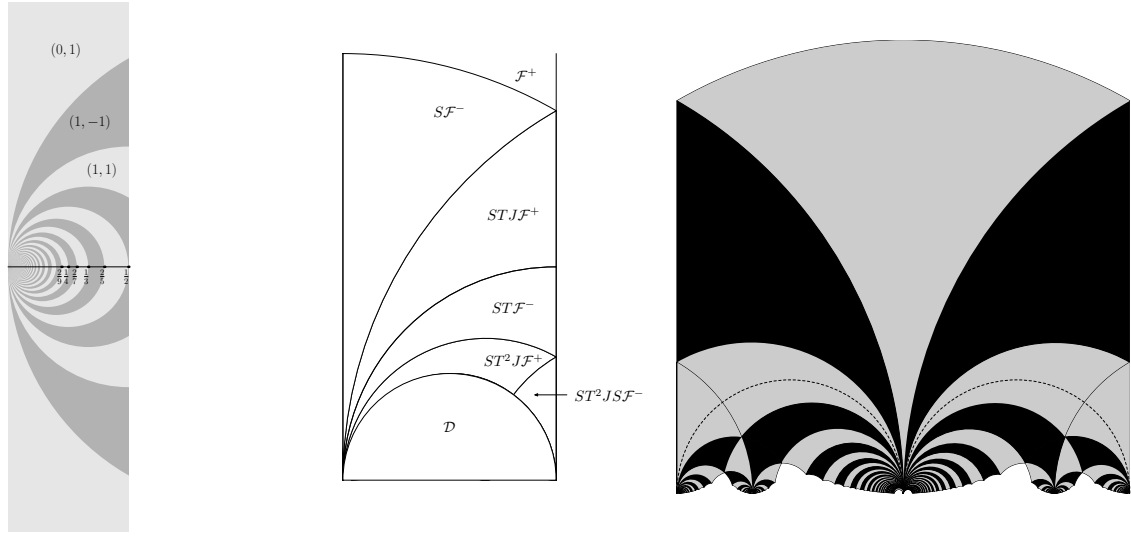 (0, 1)
(1, −1)
(1, 1)
2/9 1/4 2/7 1/3 2/5 1/2
𝓕⁺
S𝓕⁻
STJ𝓕⁺
ST𝓕⁻
ST²J𝓕⁺
ST²JS𝓕⁻
𝓓